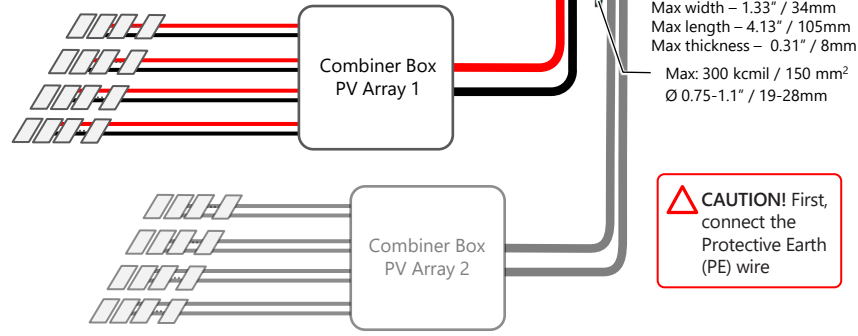 Max width – 1.33” / 34mm
Max length – 4.13” / 105mm
Max thickness – 0.31” / 8mm
Max: 300 kcmil / 150 mm²
Ø 0.75-1.1” / 19-28mm
Combiner Box
PV Array 1
CAUTION! First,
connect the
Protective Earth
(PE) wire
Combiner Box
PV Array 2